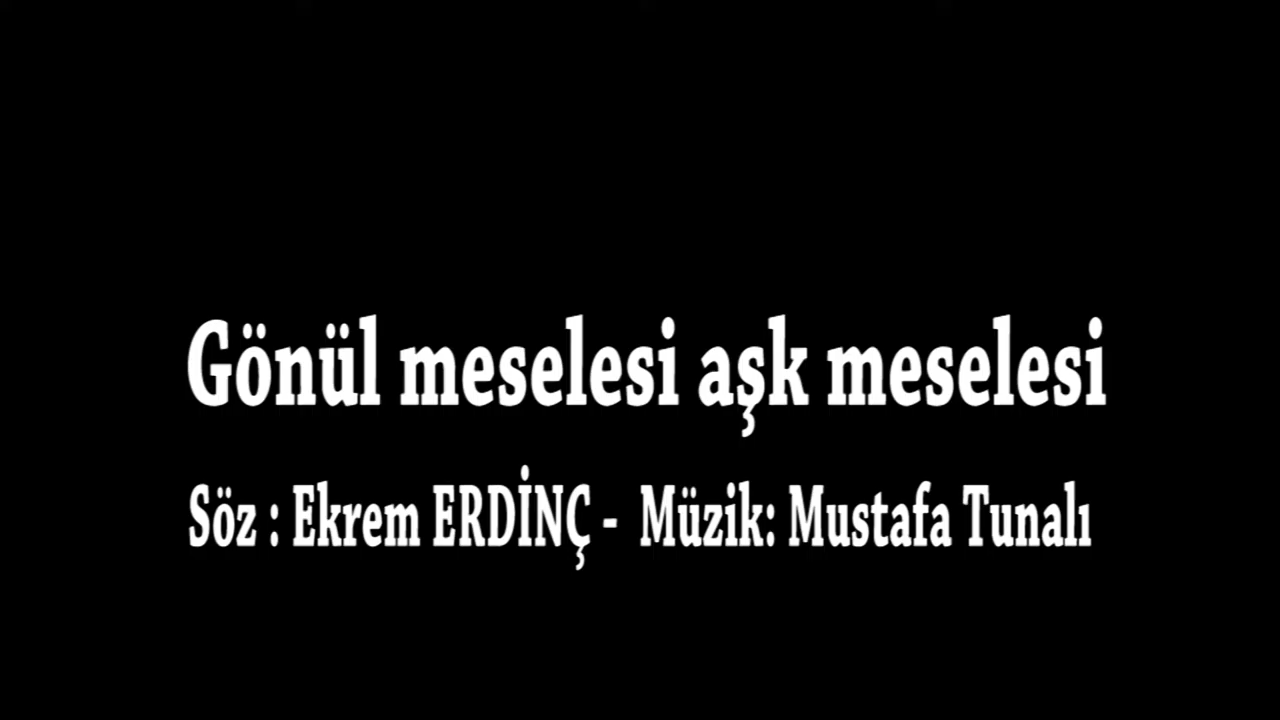 Gönül meselesi aşk meselesi
Söz : Ekrem ERDİNÇ - Müzik: Mustafa Tunalı